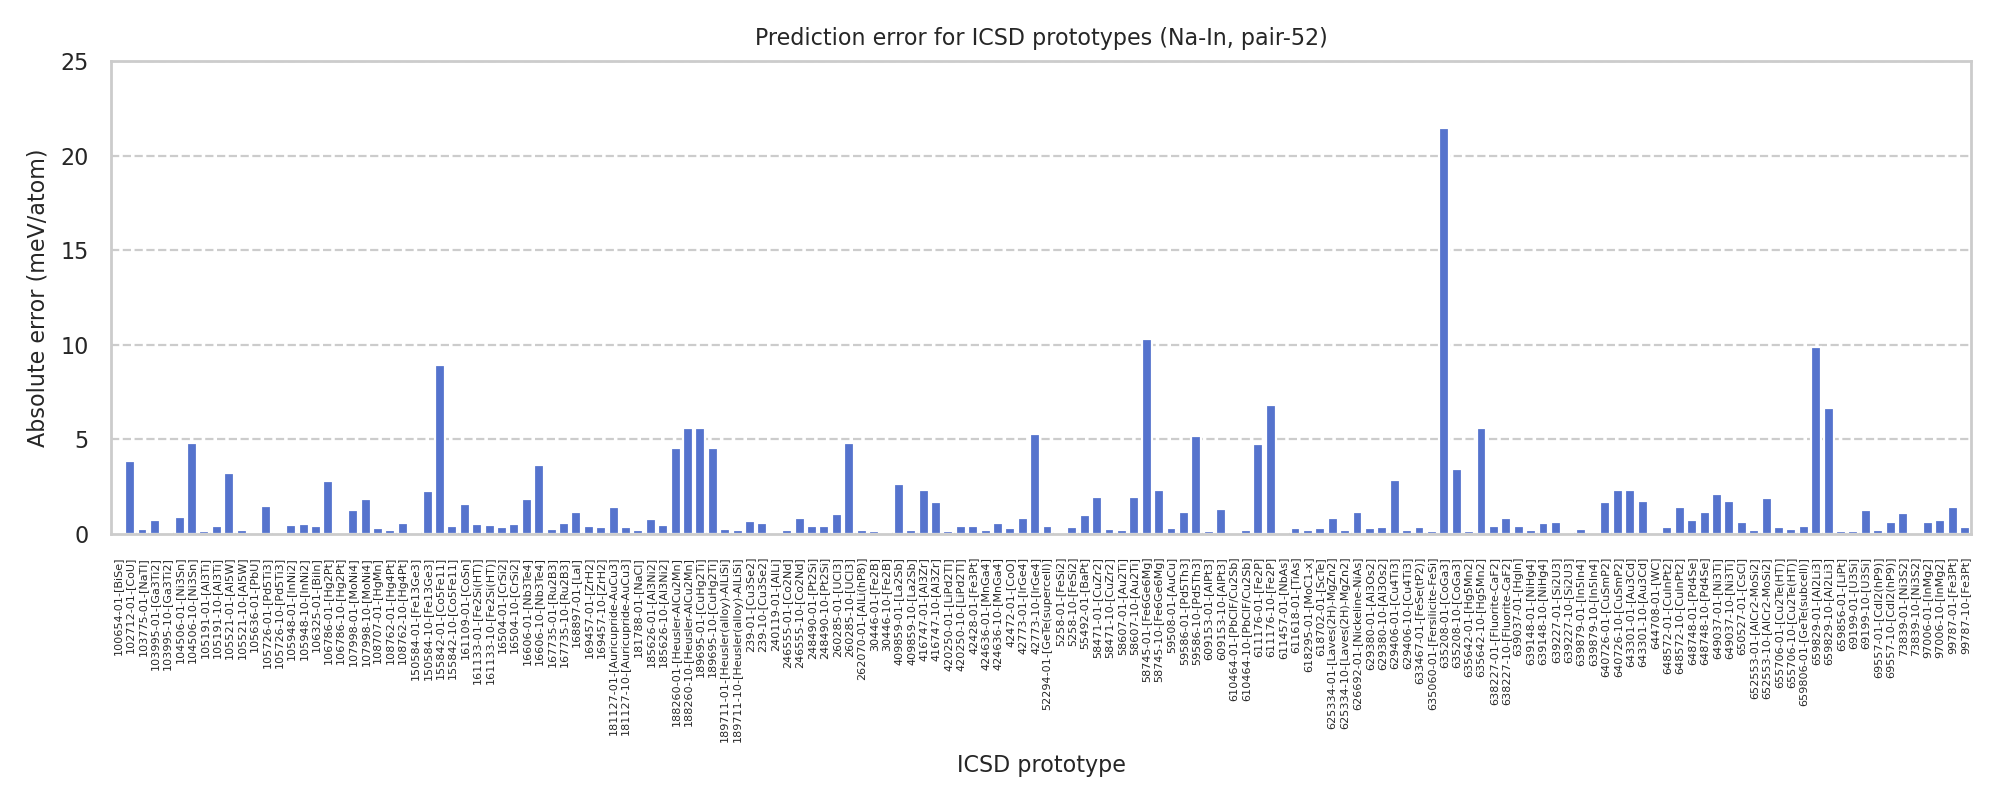 Prediction error for ICSD prototypes (Na-In, pair-52)
Absolute error (meV/atom)
25
20
15
10
5
0
100654-01-[BiSe]
102712-01-[CoU]
103775-01-[NaTl]
103995-01-[Ga3Ti2]
103995-10-[Ga3Ti2]
104506-01-[Ni3Sn]
104506-10-[Ni3Sn]
105191-01-[Al3Ti]
105191-10-[Al3Ti]
105521-01-[Al5W]
105521-10-[Al5W]
105636-01-[PbU]
105726-01-[Pd5Ti3]
105726-10-[Pd5Ti3]
105948-01-[InNi2]
105948-10-[InNi2]
106325-01-[BiIn]
106786-01-[Hg2Pt]
106786-10-[Hg2Pt]
107998-01-[MoNi4]
107998-10-[MoNi4]
108707-01-[HgMn]
108762-01-[Hg4Pt]
108762-10-[Hg4Pt]
150584-01-[Fe13Ge3]
150584-10-[Fe13Ge3]
155842-01-[Co5Fe11]
155842-10-[Co5Fe11]
161109-01-[CoSn]
161133-01-[Fe2Si(HT)]
161133-10-[Fe2Si(HT)]
16504-01-[CrSi2]
16504-10-[CrSi2]
16606-01-[Nb3Te4]
16606-10-[Nb3Te4]
167735-01-[Ru2B3]
167735-10-[Ru2B3]
168897-01-[LaI]
169457-01-[ZrH2]
169457-10-[ZrH2]
181127-01-[Auricupride-AuCu3]
181127-10-[Auricupride-AuCu3]
181788-01-[NaCl]
185626-01-[Al3Ni2]
185626-10-[Al3Ni2]
188260-01-[Heusler-AlCu2Mn]
188260-10-[Heusler-AlCu2Mn]
189695-01-[CuHg2Ti]
189695-10-[CuHg2Ti]
189711-01-[Heusler(alloy)-AlLiSi]
189711-10-[Heusler(alloy)-AlLiSi]
239-01-[Cu3Se2]
239-10-[Cu3Se2]
240119-01-[AlLi]
246555-01-[Co2Nd]
246555-10-[Co2Nd]
248490-01-[Pt2Si]
248490-10-[Pt2Si]
260285-01-[UCl3]
260285-10-[UCl3]
262070-01-[AlLi(hP8)]
30446-01-[Fe2B]
30446-10-[Fe2B]
409859-01-[La2Sb]
409859-10-[La2Sb]
416747-01-[Al3Zr]
416747-10-[Al3Zr]
420250-01-[LiPd2Tl]
420250-10-[LiPd2Tl]
42428-01-[Fe3Pt]
424636-01-[MnGa4]
424636-10-[MnGa4]
42472-01-[CoO]
42773-01-[IrGe4]
42773-10-[IrGe4]
52294-01-[GeTe(supercell)]
5258-01-[FeSi2]
5258-10-[FeSi2]
55492-01-[BaPt]
58471-01-[CuZr2]
58471-10-[CuZr2]
58607-01-[Au2Ti]
58607-10-[Au2Ti]
58745-01-[Fe6Ge6Mg]
58745-10-[Fe6Ge6Mg]
59508-01-[AuCu]
59586-01-[Pd5Th3]
59586-10-[Pd5Th3]
609153-01-[AlPt3]
609153-10-[AlPt3]
610464-01-[PbClF/Cu2Sb]
610464-10-[PbClF/Cu2Sb]
611176-01-[Fe2P]
611176-10-[Fe2P]
611457-01-[NbAs]
611618-01-[TiAs]
618295-01-[MoC1-x]
618702-01-[ScTe]
625334-01-[Laves(2H)-MgZn2]
625334-10-[Laves(2H)-MgZn2]
626692-01-[Nickeline-NiAs]
629380-01-[Al3Os2]
629380-10-[Al3Os2]
629406-01-[Cu4Ti3]
629406-10-[Cu4Ti3]
633467-01-[FeSe(tP2)]
635060-01-[Fersilicite-FeSi]
635208-01-[CoGa3]
635208-10-[CoGa3]
635642-01-[Hg5Mn2]
635642-10-[Hg5Mn2]
638227-01-[Fluorite-CaF2]
638227-10-[Fluorite-CaF2]
639037-01-[HgIn]
639148-01-[NiHg4]
639148-10-[NiHg4]
639227-01-[Si2U3]
639227-10-[Si2U3]
639879-01-[In5In4]
639879-10-[In5In4]
640726-01-[CuSmP2]
640726-10-[CuSmP2]
643301-01-[Au3Cd]
643301-10-[Au3Cd]
644708-01-[WC]
648572-01-[CuInPt2]
648572-10-[CuInPt2]
648748-01-[Pd4Se]
648748-10-[Pd4Se]
649037-01-[Ni3Ti]
649037-10-[Ni3Ti]
650527-01-[CsCl]
652553-01-[AlCr2-MoSi2]
652553-10-[AlCr2-MoSi2]
655706-01-[Cu2Te(HT)]
655706-10-[Cu2Te(HT)]
659806-01-[GeTe(subcell)]
659829-01-[Al2Li3]
659829-10-[Al2Li3]
659856-01-[LiPt]
69199-01-[U3Si]
69199-10-[U3Si]
69557-01-[CdI2(hP9)]
69557-10-[CdI2(hP9)]
73839-01-[Ni3S2]
73839-10-[Ni3S2]
97006-01-[InMg2]
97006-10-[InMg2]
99787-01-[Fe3Pt]
99787-10-[Fe3Pt]
ICSD prototype